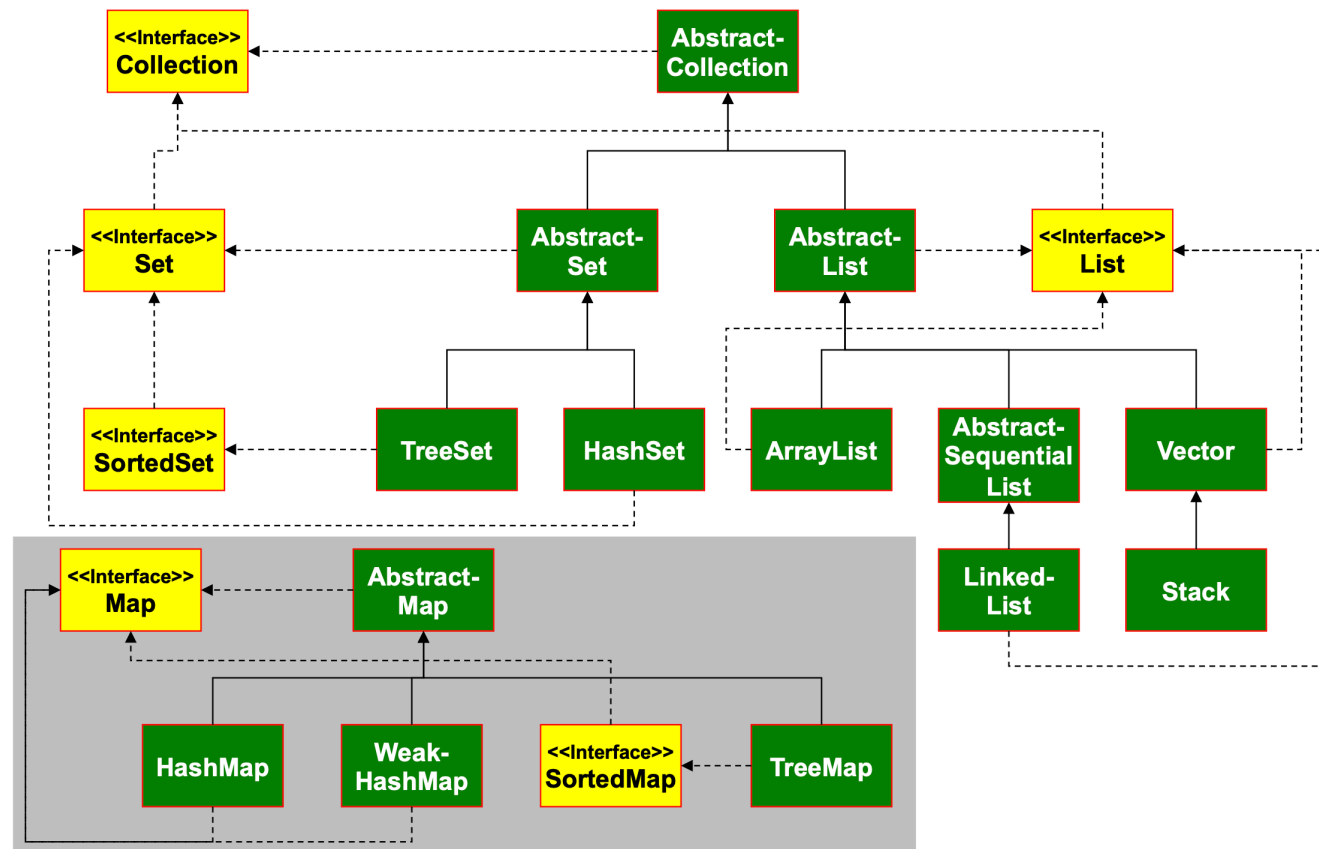 <<Interface>>
Collection
Abstract-
Collection
<<Interface>>
Set
Abstract-
Set
Abstract-
List
<<Interface>>
List
<<Interface>>
SortedSet
TreeSet
HashSet
ArrayList
Abstract-
Sequential
List
Vector
<<Interface>>
Map
Abstract-
Map
Linked-
List
Stack
HashMap
Weak-
HashMap
<<Interface>>
SortedMap
TreeMap